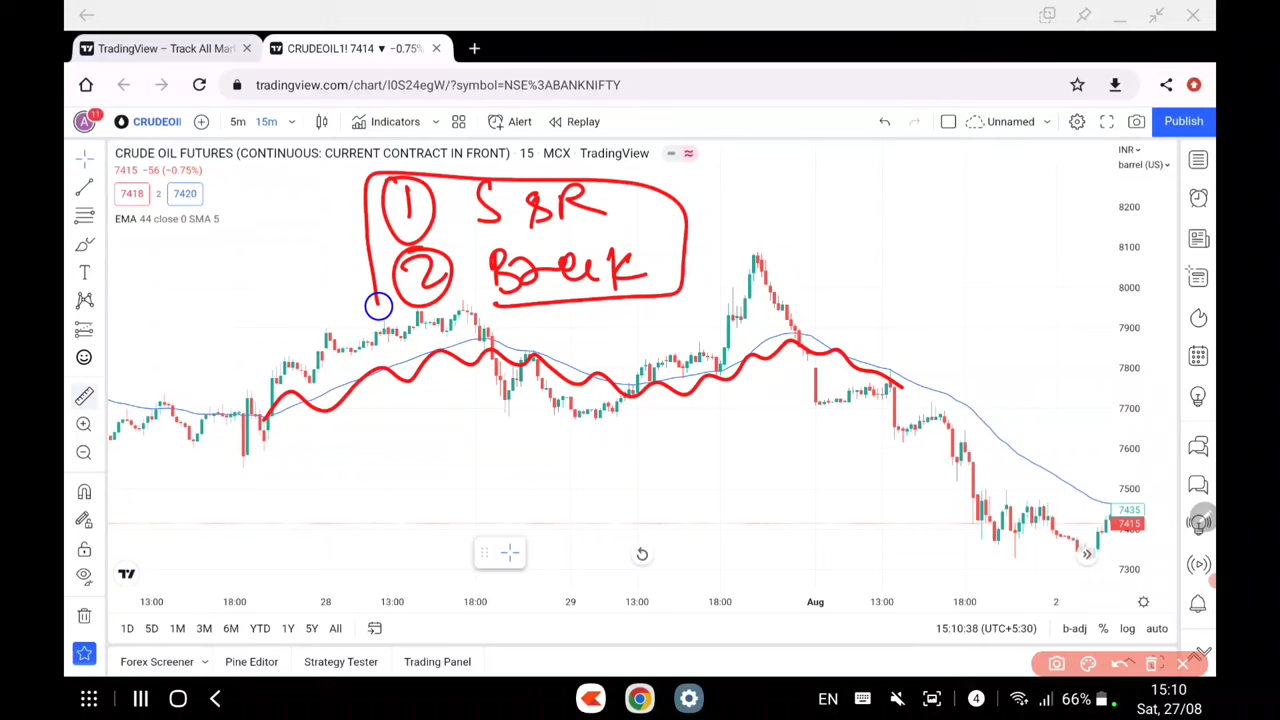 TradingView – Track All Mar
CRUDEOIL1! 7414 ▼ −0.75%
tradingview.com/chart/I0S24egW/?symbol=NSE%3ABANKNIFTY
A 11 CRUDEOI 5m 15m Indicators Alert Replay Unnamed Publish
CRUDE OIL FUTURES (CONTINUOUS: CURRENT CONTRACT IN FRONT) · 15 · MCX · TradingView
INR
barrel (US)
7415 −56 (−0.75%)
7418 2 7420
EMA 44 close 0 SMA 5
1 S & R
2 Break
8200
8100
8000
7900
7800
7700
7600
7500
7435
7415
7400
7300
13:00 18:00 28 13:00 18:00 29 13:00 18:00 Aug 13:00 18:00 2
1D 5D 1M 3M 6M YTD 1Y 5Y All 15:10:38 (UTC+5:30) b-adj % log auto
Forex Screener Pine Editor Strategy Tester Trading Panel
EN 4 66% 15:10
Sat, 27/08